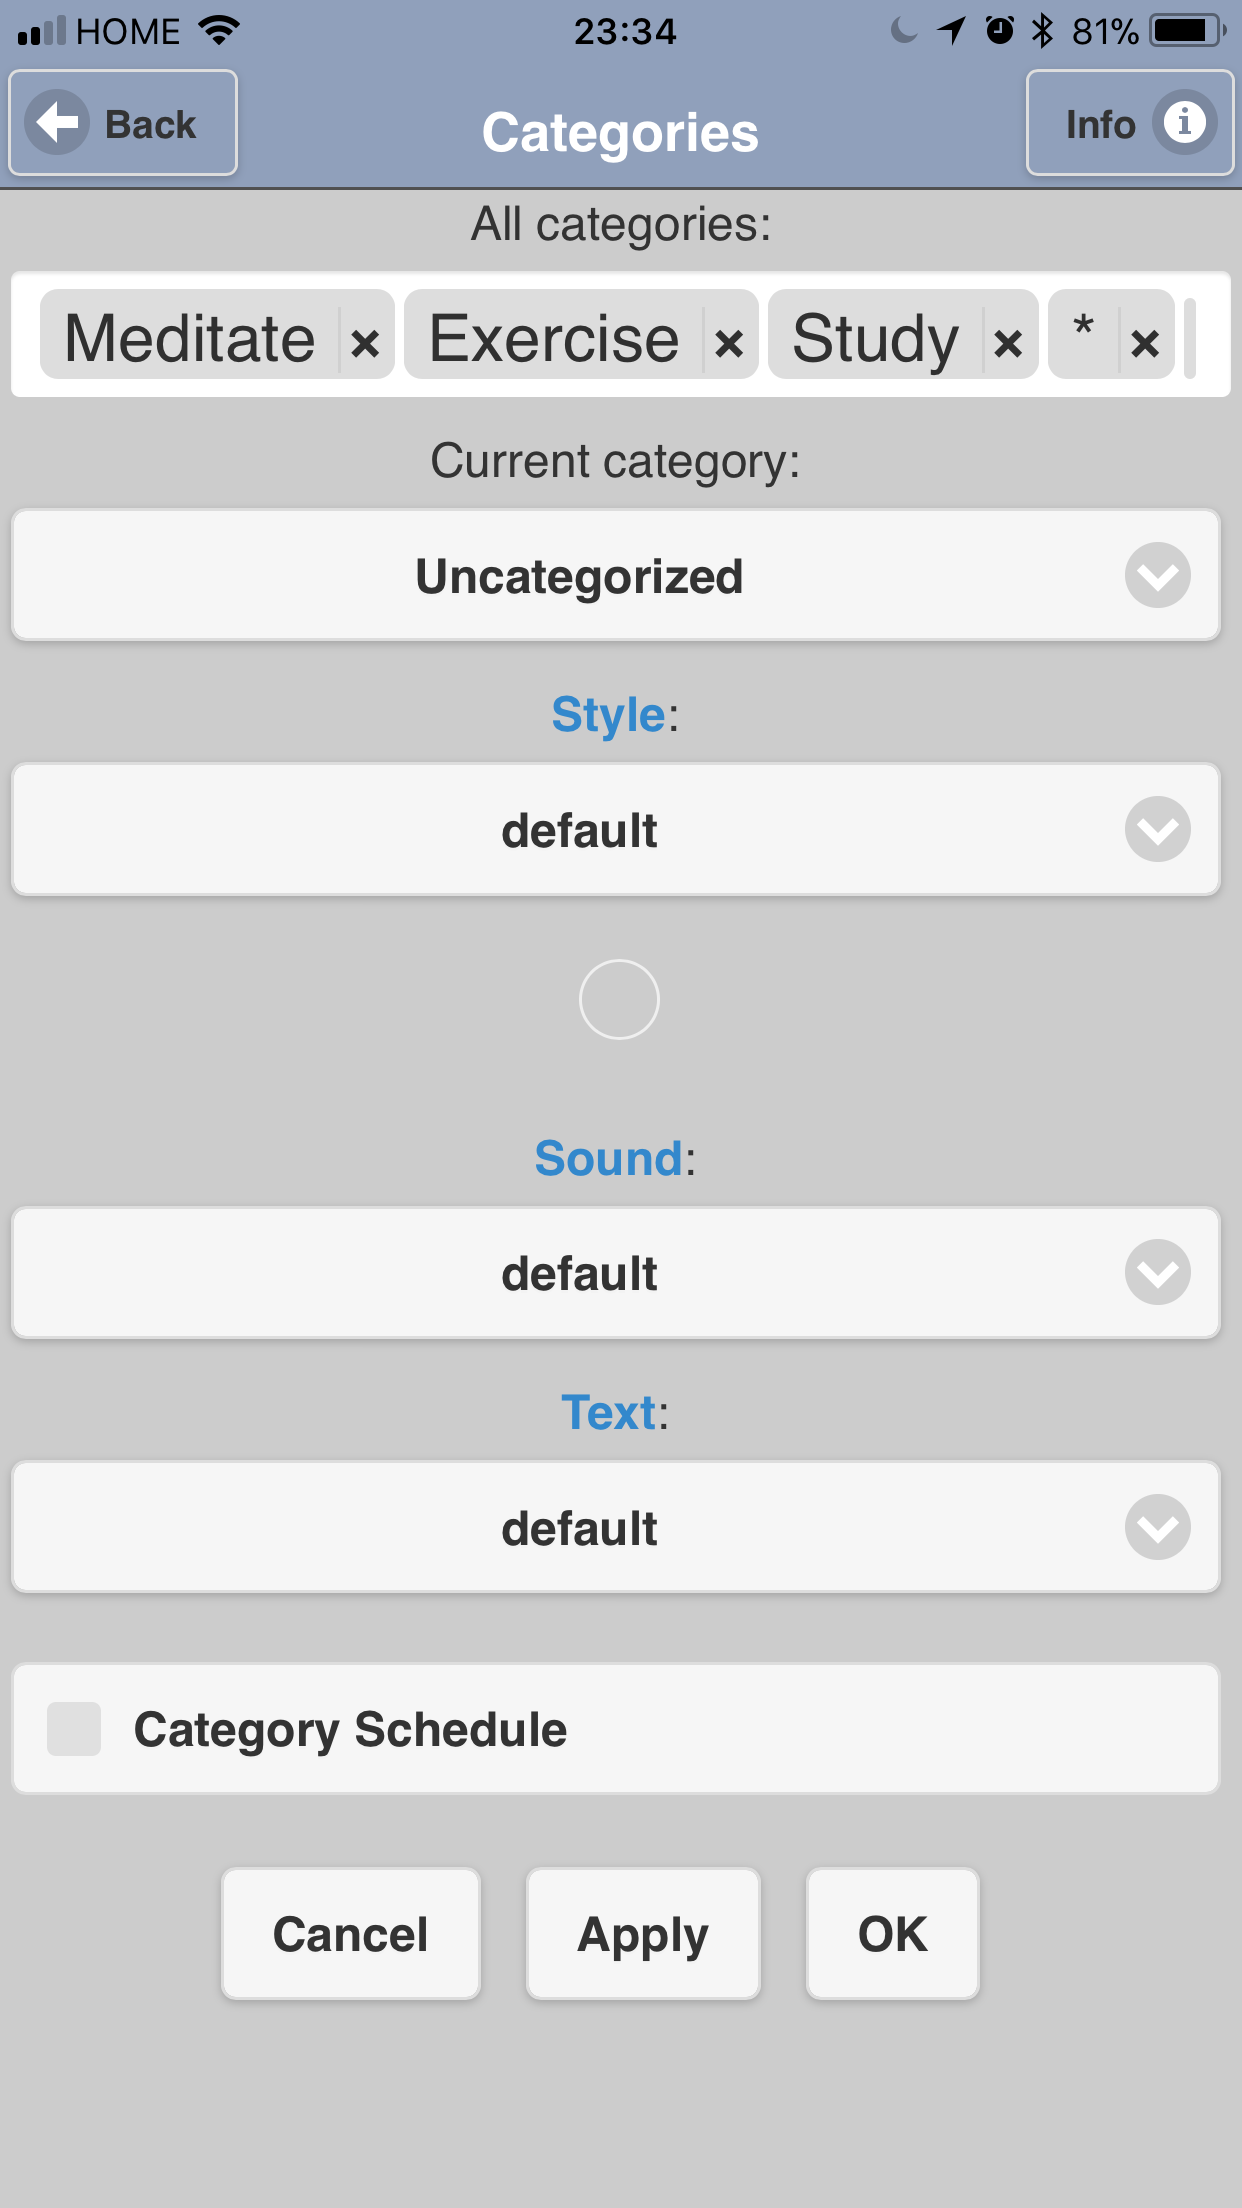 HOME 23:34 81%
Back Categories Info
All categories:
Meditate × Exercise × Study × * ×
Current category:
Uncategorized
Style:
default
Sound:
default
Text:
default
Category Schedule
Cancel Apply OK